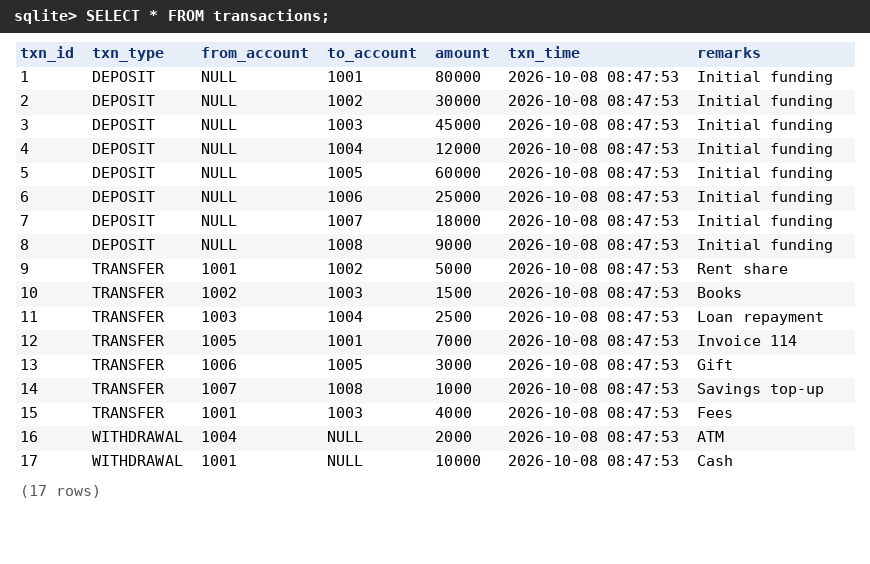 sqlite> SELECT * FROM transactions;
txn_id  txn_type  from_account  to_account  amount  txn_time  remarks
1  DEPOSIT  NULL  1001  80000  2026-10-08 08:47:53  Initial funding
2  DEPOSIT  NULL  1002  30000  2026-10-08 08:47:53  Initial funding
3  DEPOSIT  NULL  1003  45000  2026-10-08 08:47:53  Initial funding
4  DEPOSIT  NULL  1004  12000  2026-10-08 08:47:53  Initial funding
5  DEPOSIT  NULL  1005  60000  2026-10-08 08:47:53  Initial funding
6  DEPOSIT  NULL  1006  25000  2026-10-08 08:47:53  Initial funding
7  DEPOSIT  NULL  1007  18000  2026-10-08 08:47:53  Initial funding
8  DEPOSIT  NULL  1008  9000  2026-10-08 08:47:53  Initial funding
9  TRANSFER  1001  1002  5000  2026-10-08 08:47:53  Rent share
10  TRANSFER  1002  1003  1500  2026-10-08 08:47:53  Books
11  TRANSFER  1003  1004  2500  2026-10-08 08:47:53  Loan repayment
12  TRANSFER  1005  1001  7000  2026-10-08 08:47:53  Invoice 114
13  TRANSFER  1006  1005  3000  2026-10-08 08:47:53  Gift
14  TRANSFER  1007  1008  1000  2026-10-08 08:47:53  Savings top-up
15  TRANSFER  1001  1003  4000  2026-10-08 08:47:53  Fees
16  WITHDRAWAL  1004  NULL  2000  2026-10-08 08:47:53  ATM
17  WITHDRAWAL  1001  NULL  10000  2026-10-08 08:47:53  Cash
(17 rows)